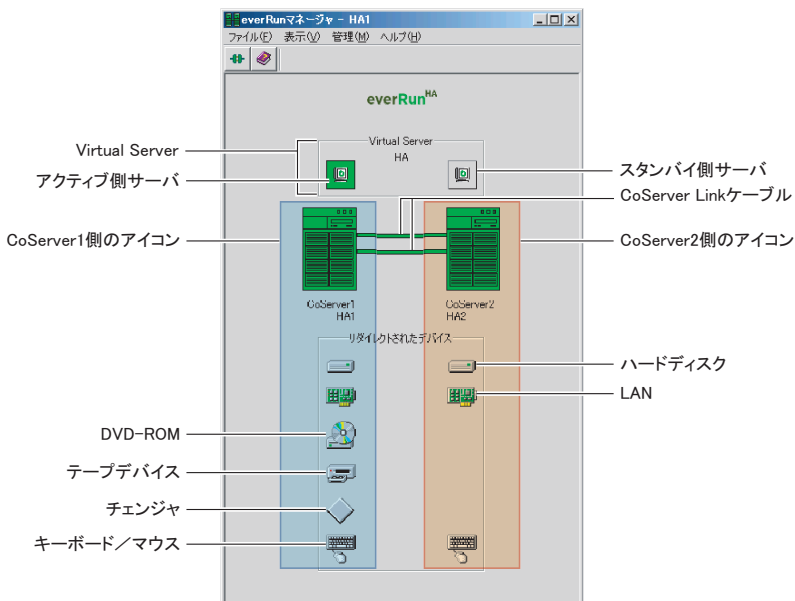 everRunマネージャ - HA1
ファイル(F) 表示(V) 管理(M) ヘルプ(H)
everRunHA
Virtual Server
HA
Virtual Server
アクティブ側サーバ
スタンバイ側サーバ
CoServer Linkケーブル
CoServer1側のアイコン
CoServer2側のアイコン
CoServer1
HA1
CoServer2
HA2
リダイレクトされたデバイス
ハードディスク
LAN
DVD-ROM
テープデバイス
チェンジャ
キーボード／マウス